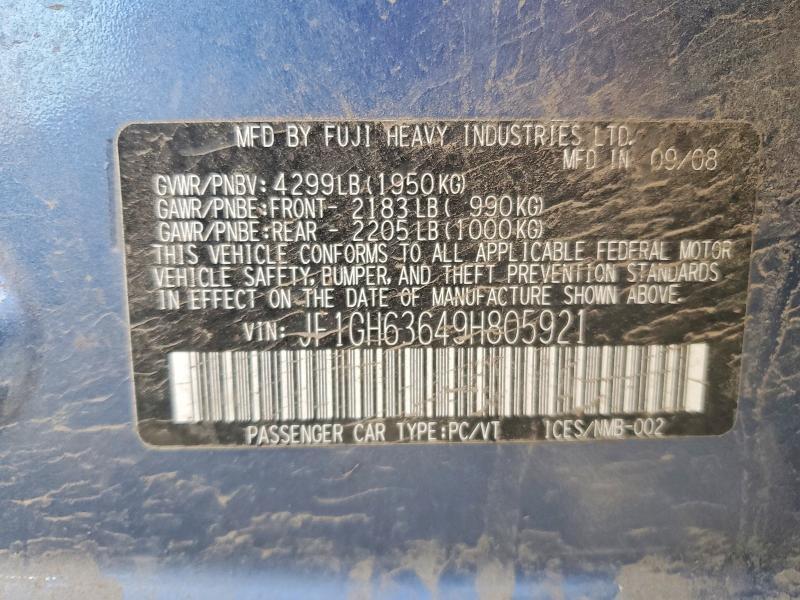 MFD BY FUJI HEAVY INDUSTRIES LTD.
MFD IN 09/08
GVWR/PNBV: 4299LB (1950KG)
GAWR/PNBE: FRONT- 2183LB ( 990KG)
GAWR/PNBE: REAR - 2205LB (1000KG)
THIS VEHICLE CONFORMS TO ALL APPLICABLE FEDERAL MOTOR
VEHICLE SAFETY, BUMPER, AND THEFT PREVENTION STANDARDS
IN EFFECT ON THE DATE OF MANUFACTURE SHOWN ABOVE.
VIN: JF1GH63649H805921
PASSENGER CAR TYPE:PC/VT 1CES/NMB-002